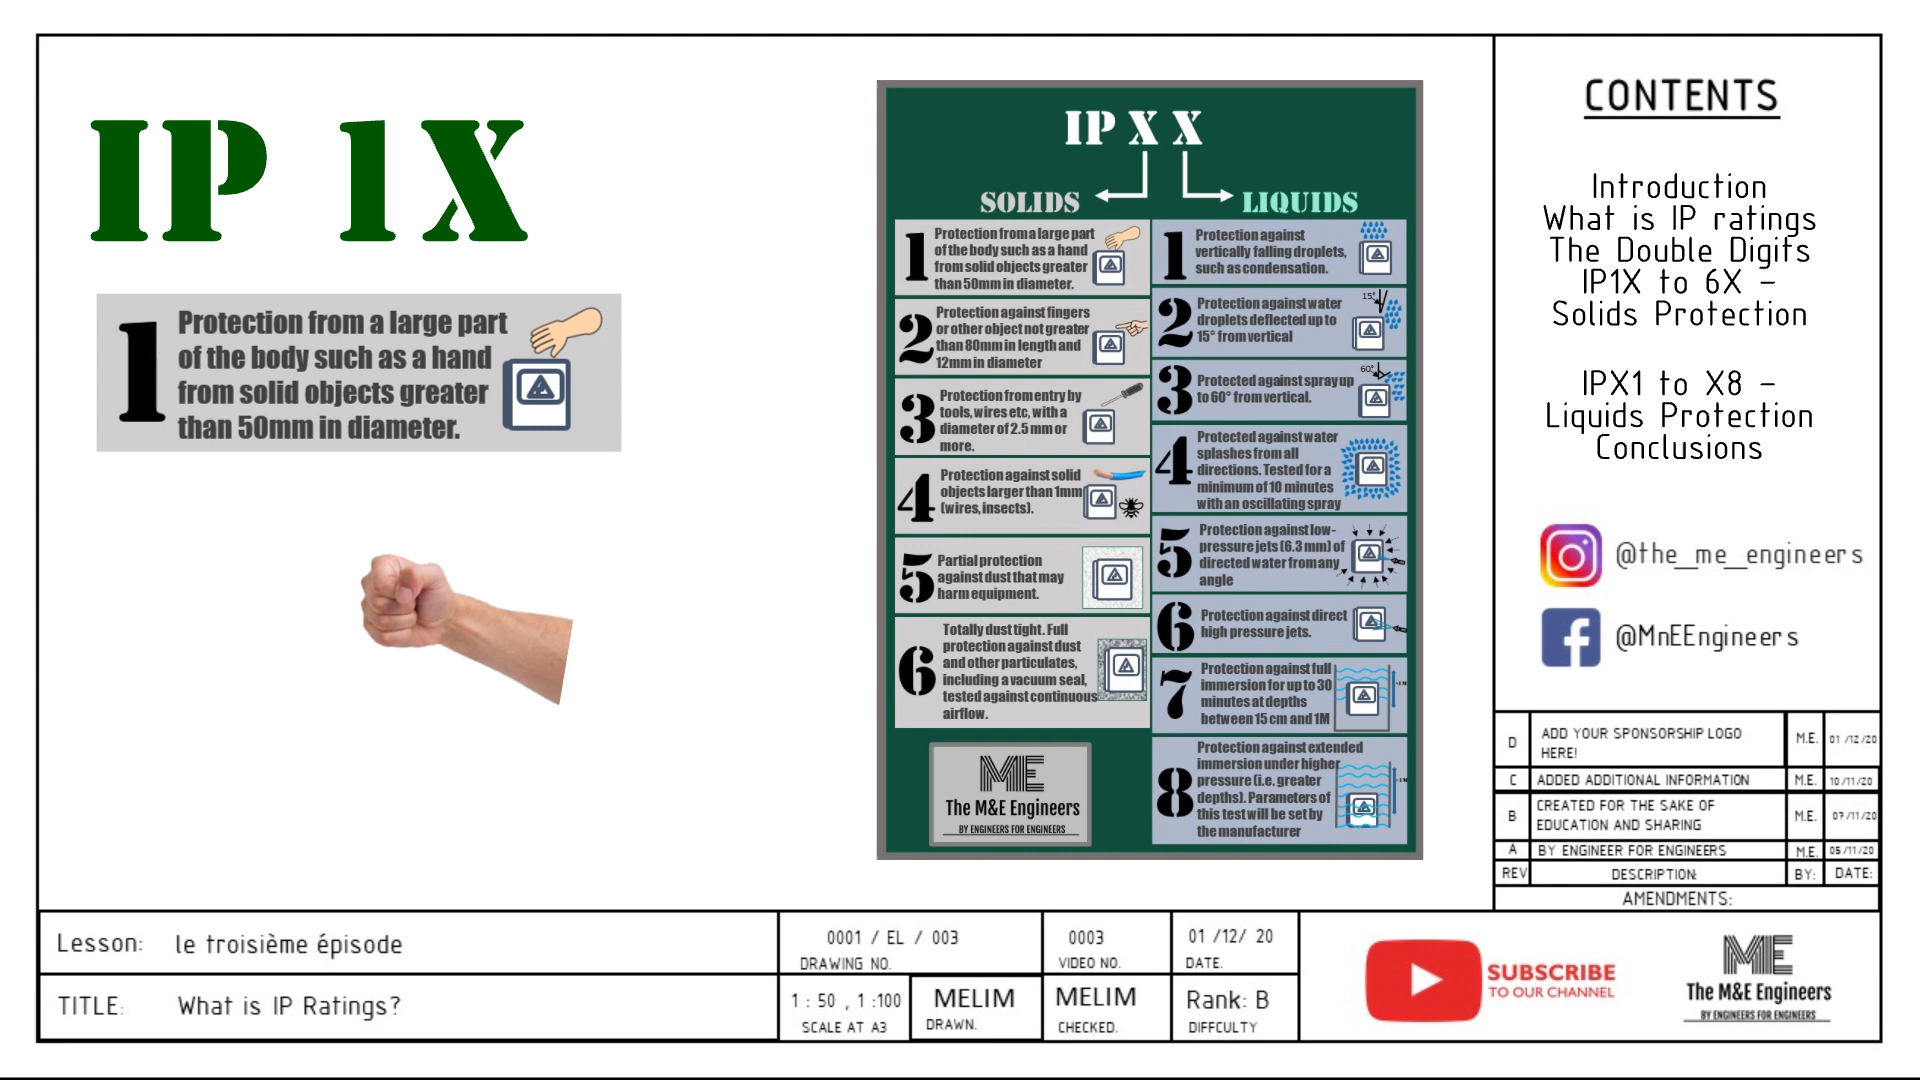 IP 1X
1
Protection from a large part
of the body such as a hand
from solid objects greater
than 50mm in diameter.
IP X X
SOLIDS
LIQUIDS
1
Protection from a large part
of the body such as a hand
from solid objects greater
than 50mm in diameter.
2
Protection against fingers
or other object not greater
than 80mm in length and
12mm in diameter
3
Protection from entry by
tools, wires etc, with a
diameter of 2.5 mm or
more.
4
Protection against solid
objects larger than 1mm
(wires, insects).
5
Partial protection
against dust that may
harm equipment.
6
Totally dust tight. Full
protection against dust
and other particulates,
including a vacuum seal,
tested against continuous
airflow.
ME
The M&E Engineers
BY ENGINEERS FOR ENGINEERS
1
Protection against
vertically falling droplets,
such as condensation.
2
Protection against water
droplets deflected up to
15° from vertical
15°
3
Protected against spray up
to 60° from vertical.
60°
4
Protected against water
splashes from all
directions. Tested for a
minimum of 10 minutes
with an oscillating spray
5
Protection against low-
pressure jets (6.3 mm) of
directed water from any
angle
6
Protection against direct
high pressure jets.
7
Protection against full
immersion for up to 30
minutes at depths
between 15 cm and 1M
8
Protection against extended
immersion under higher
pressure (i.e. greater
depths). Parameters of
this test will be set by
the manufacturer
CONTENTS
Introduction
What is IP ratings
The Double Digits
IP1X to 6X -
Solids Protection
IPX1 to X8 -
Liquids Protection
Conclusions
@the_me_engineers
@MnEEngineers
D ADD YOUR SPONSORSHIP LOGO HERE! M.E. 01 /12 /20
C ADDED ADDITIONAL INFORMATION M.E. 10 /11 /20
B CREATED FOR THE SAKE OF EDUCATION AND SHARING M.E. 07 /11 /20
A BY ENGINEER FOR ENGINEERS M.E. 05 /11 /20
REV DESCRIPTION: BY: DATE:
AMENDMENTS:
Lesson: le troisième épisode
TITLE: What is IP Ratings?
0001 / EL / 003
DRAWING NO.
0003
VIDEO NO.
01 /12/ 20
DATE.
1 : 50 , 1 :100
SCALE AT A3
MELIM
DRAWN.
MELIM
CHECKED.
Rank: B
DIFFCULTY
SUBSCRIBE
TO OUR CHANNEL
ME
The M&E Engineers
BY ENGINEERS FOR ENGINEERS